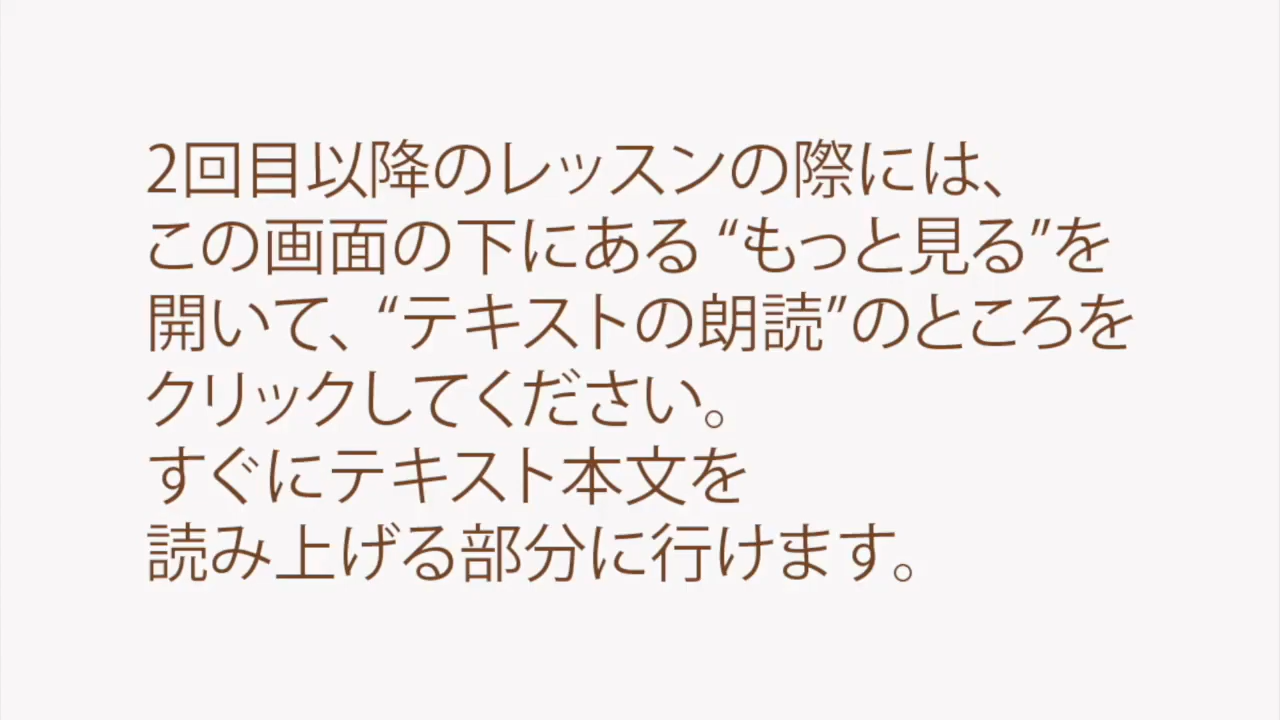 2回目以降のレッスンの際には、
この画面の下にある “もっと見る”を
開いて、“テキストの朗読”のところを
クリックしてください。
すぐにテキスト本文を
読み上げる部分に行けます。